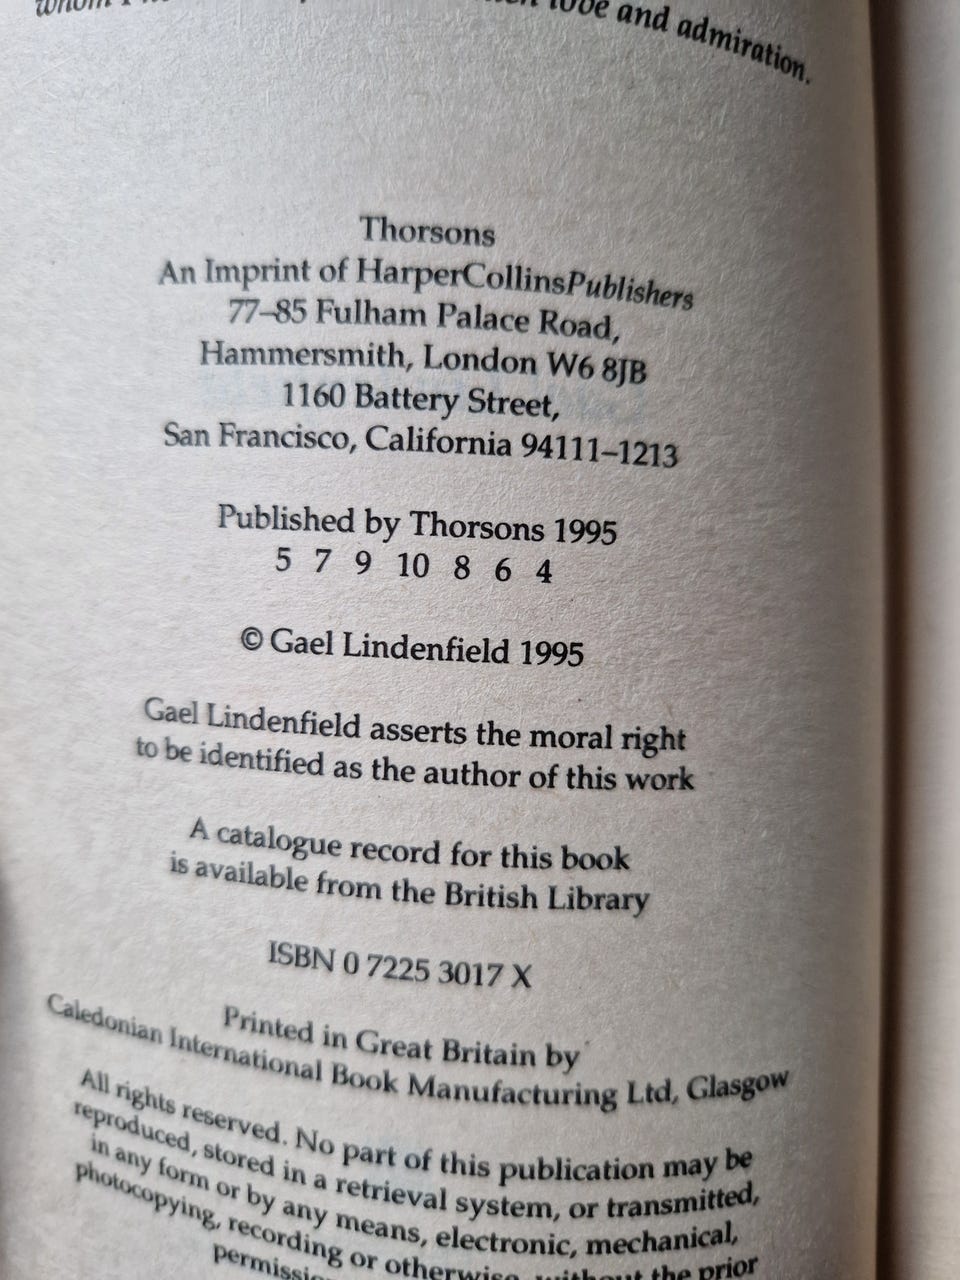 love and admiration.
Thorsons
An Imprint of HarperCollinsPublishers
77–85 Fulham Palace Road,
Hammersmith, London W6 8JB
1160 Battery Street,
San Francisco, California 94111–1213
Published by Thorsons 1995
5 7 9 10 8 6 4
© Gael Lindenfield 1995
Gael Lindenfield asserts the moral right
to be identified as the author of this work
A catalogue record for this book
is available from the British Library
ISBN 0 7225 3017 X
Printed in Great Britain by
Caledonian International Book Manufacturing Ltd, Glasgow
All rights reserved. No part of this publication may be
reproduced, stored in a retrieval system, or transmitted,
in any form or by any means, electronic, mechanical,
photocopying, recording or otherwise, without the prior